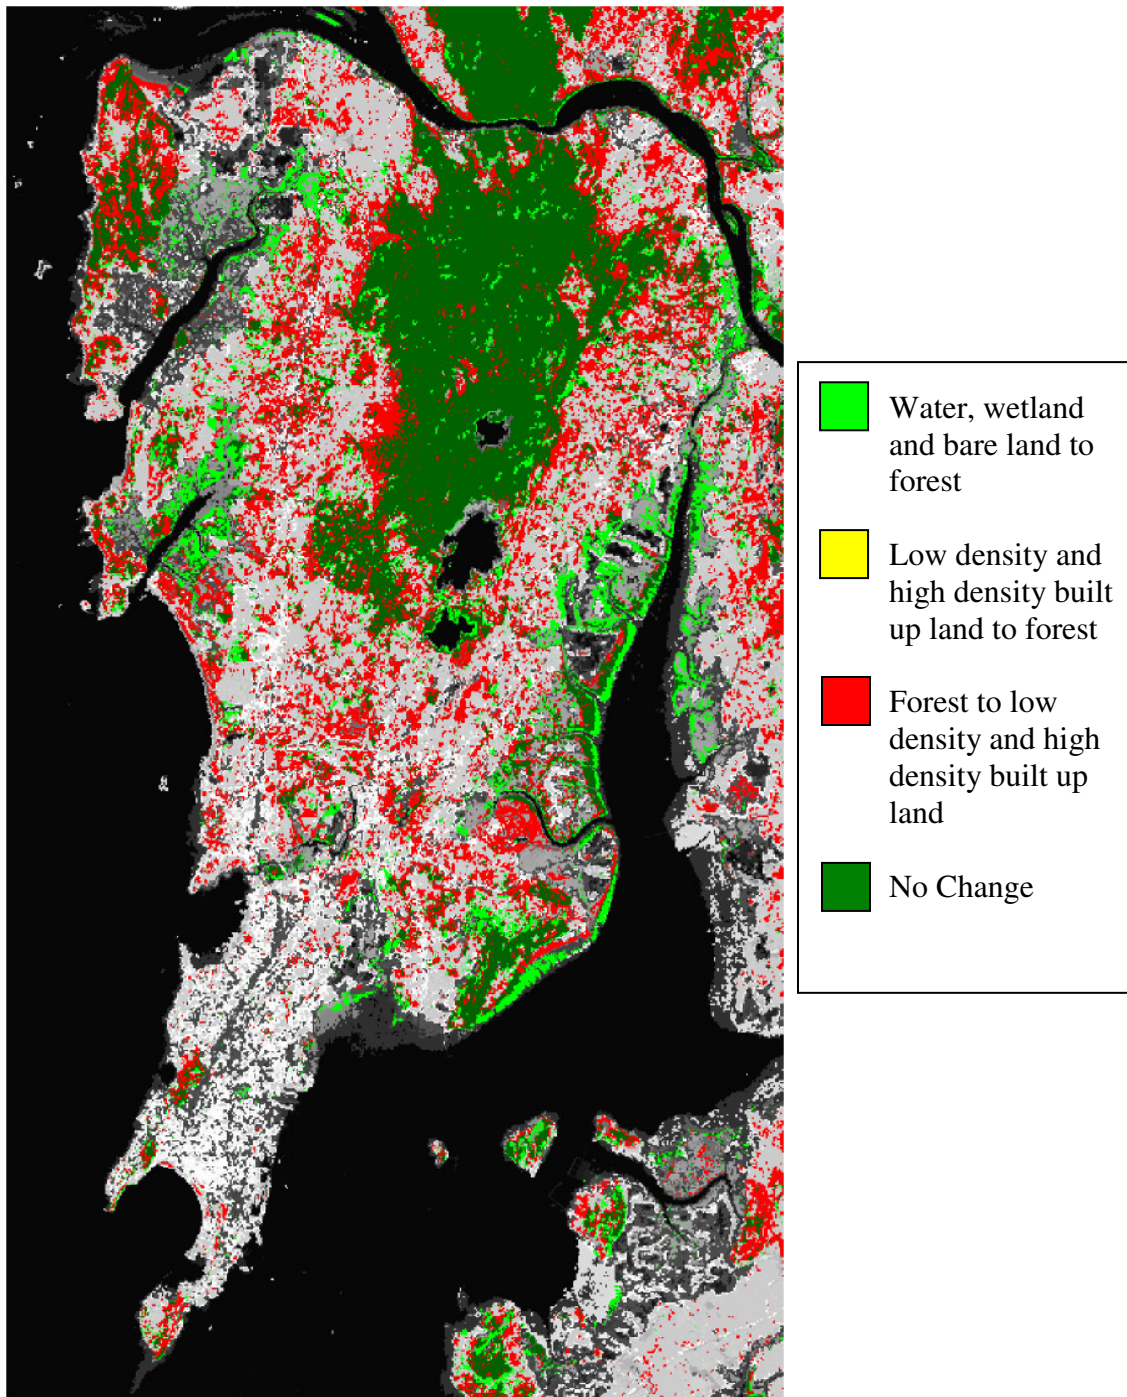 Water, wetland
and bare land to
forest
Low density and
high density built
up land to forest
Forest to low
density and high
density built up
land
No Change